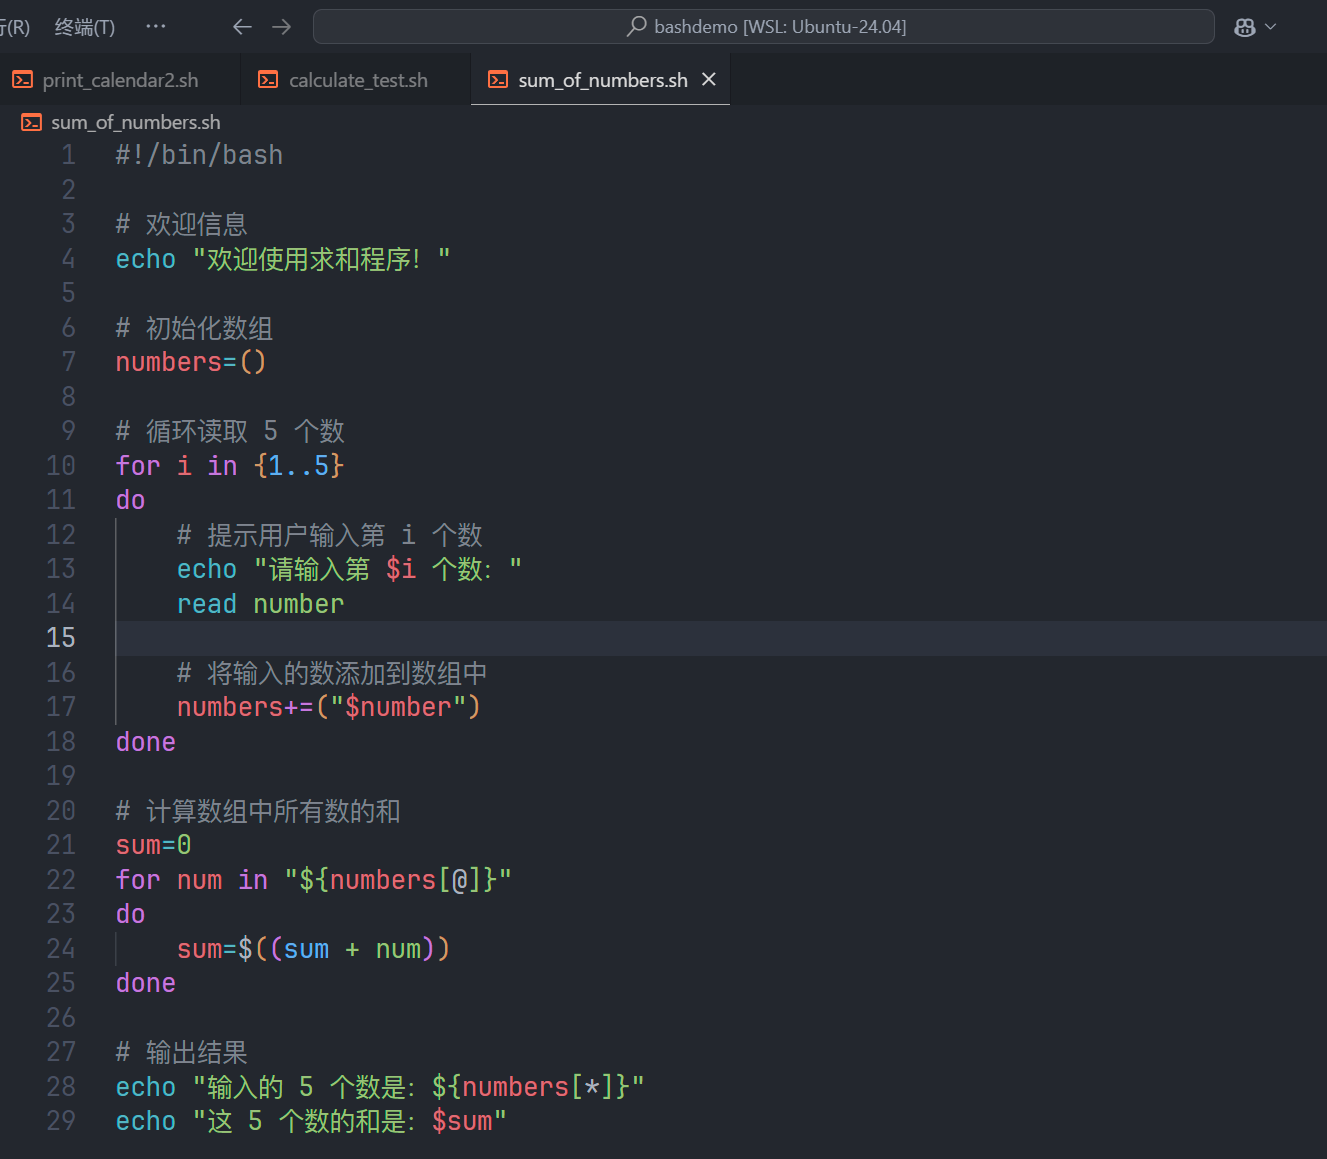 行(R) 终端(T) ··· bashdemo [WSL: Ubuntu-24.04]
print_calendar2.sh calculate_test.sh sum_of_numbers.sh
sum_of_numbers.sh
1 #!/bin/bash
2
3 # 欢迎信息
4 echo "欢迎使用求和程序！"
5
6 # 初始化数组
7 numbers=()
8
9 # 循环读取 5 个数
10 for i in {1..5}
11 do
12     # 提示用户输入第 i 个数
13     echo "请输入第 $i 个数："
14     read number
15
16     # 将输入的数添加到数组中
17     numbers+=("$number")
18 done
19
20 # 计算数组中所有数的和
21 sum=0
22 for num in "${numbers[@]}"
23 do
24     sum=$((sum + num))
25 done
26
27 # 输出结果
28 echo "输入的 5 个数是：${numbers[*]}"
29 echo "这 5 个数的和是：$sum"